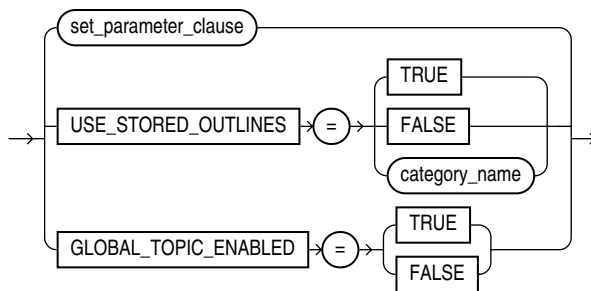 set_parameter_clause
TRUE
USE_STORED_OUTLINES = FALSE
category_name
TRUE
GLOBAL_TOPIC_ENABLED =
FALSE